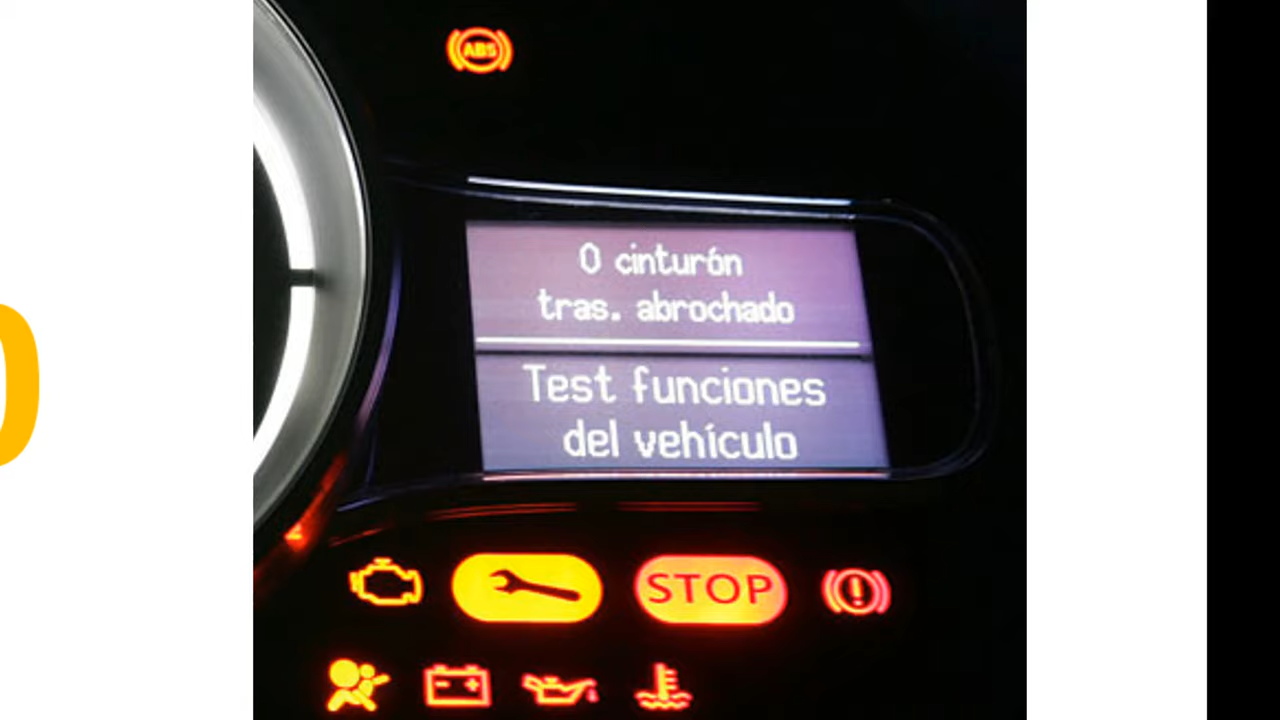 ABS
0 cinturón
tras. abrochado
Test funciones
del vehículo
STOP